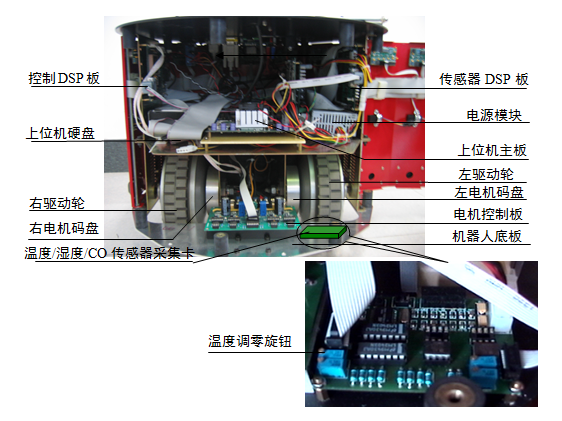 控制DSP板
传感器DSP 板
电源模块
上位机硬盘
上位机主板
左驱动轮
左电机码盘
右驱动轮
电机控制板
右电机码盘
机器人底板
温度/湿度/CO 传感器采集卡
温度调零旋钮